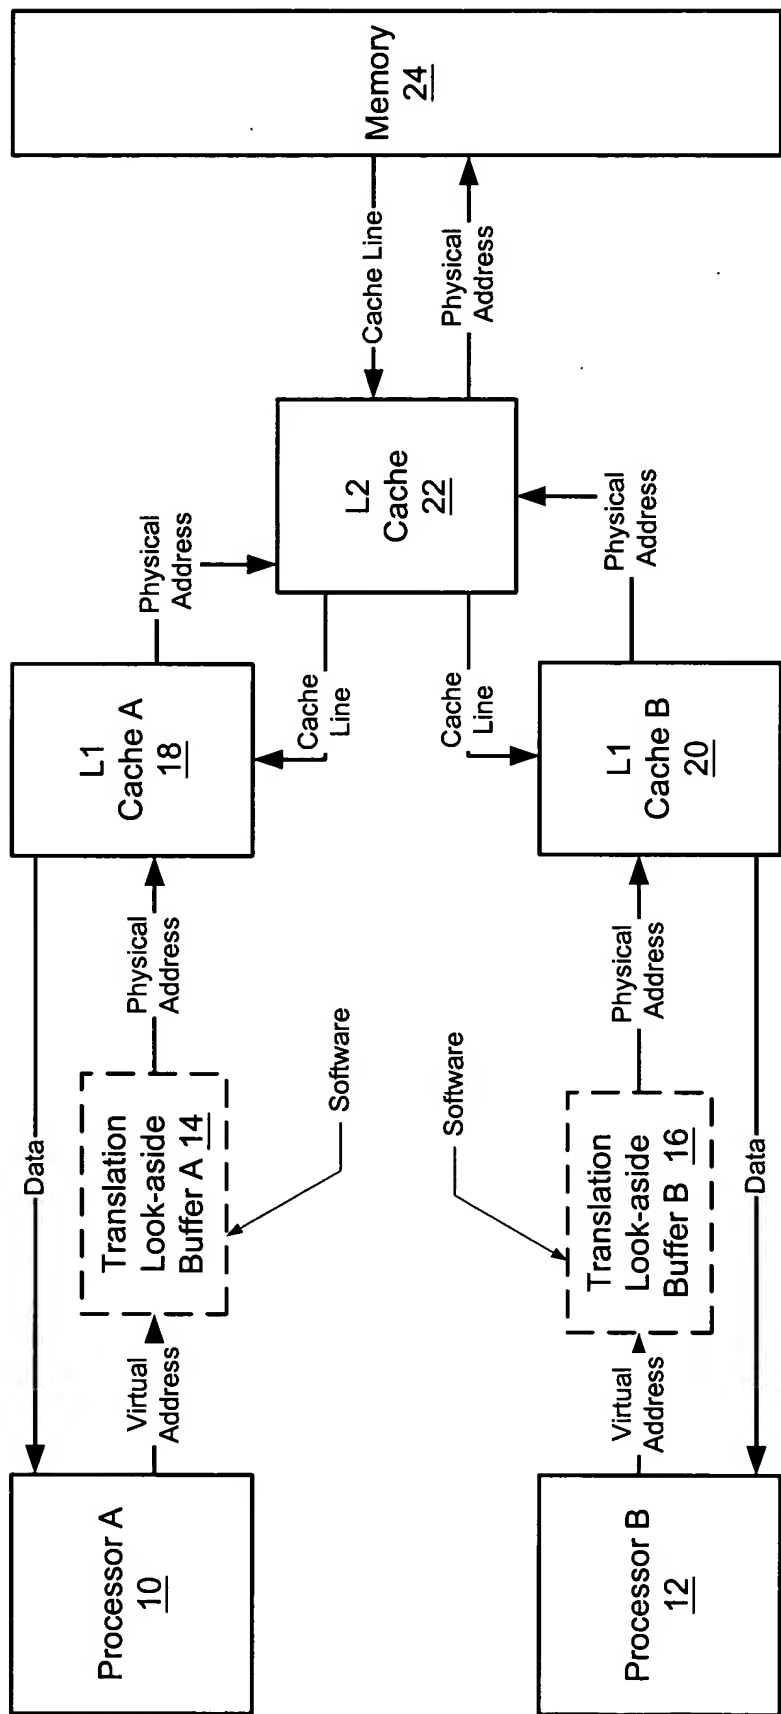 Processor A
10
Virtual
Address
Translation
Look-aside
Buffer A 14
Software
Physical
Address
Data
L1
Cache A
18
Physical
Address
Cache
Line
L2
Cache
22
Cache Line
Physical
Address
Memory
24
Processor B
12
Virtual
Address
Translation
Look-aside
Buffer B 16
Software
Physical
Address
Data
L1
Cache B
20
Physical
Address
Cache
Line